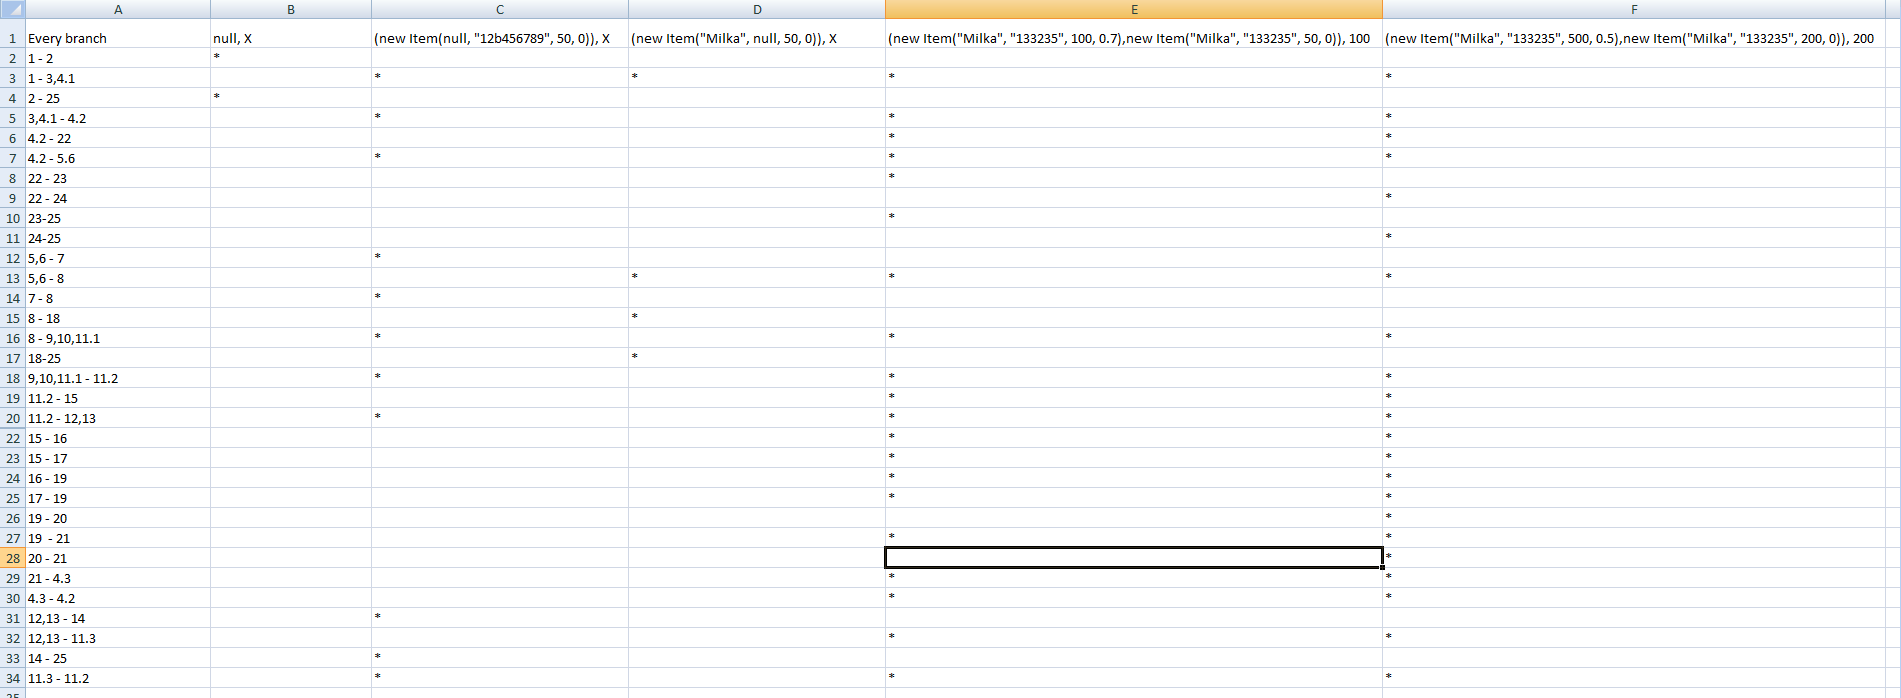 A B C D E F
1 Every branch null, X (new Item(null, "12b456789", 50, 0)), X (new Item("Milka", null, 50, 0)), X (new Item("Milka", "133235", 100, 0.7),new Item("Milka", "133235", 50, 0)), 100 (new Item("Milka", "133235", 500, 0.5),new Item("Milka", "133235", 200, 0)), 200
2 1 - 2 *
3 1 - 3,4.1 * * * *
4 2 - 25 *
5 3,4.1 - 4.2 * * *
6 4.2 - 22 * *
7 4.2 - 5.6 * * *
8 22 - 23 *
9 22 - 24 *
10 23-25 *
11 24-25 *
12 5,6 - 7 *
13 5,6 - 8 * * *
14 7 - 8 *
15 8 - 18 *
16 8 - 9,10,11.1 * * *
17 18-25 *
18 9,10,11.1 - 11.2 * * *
19 11.2 - 15 * *
20 11.2 - 12,13 * * *
22 15 - 16 * *
23 15 - 17 * *
24 16 - 19 * *
25 17 - 19 * *
26 19 - 20 *
27 19 - 21 * *
28 20 - 21 *
29 21 - 4.3 * *
30 4.3 - 4.2 * *
31 12,13 - 14 *
32 12,13 - 11.3 * *
33 14 - 25 *
34 11.3 - 11.2 * * *